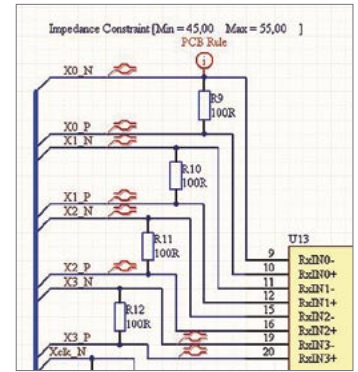 Impedance Constraint [Min = 45,00 Max = 55,00 ]
PCB Rule
i
X0_N
R9
100R
X0_P
X1_N
R10
100R
X1_P
X2_N
R11
100R
X2_P
X3_N
R12
100R
X3_P
Xclk_N
U13
9 RxIN0-
10 RxIN0+
11 RxIN1-
12 RxIN1+
15 RxIN2-
16 RxIN2+
19 RxIN3-
20 RxIN3+